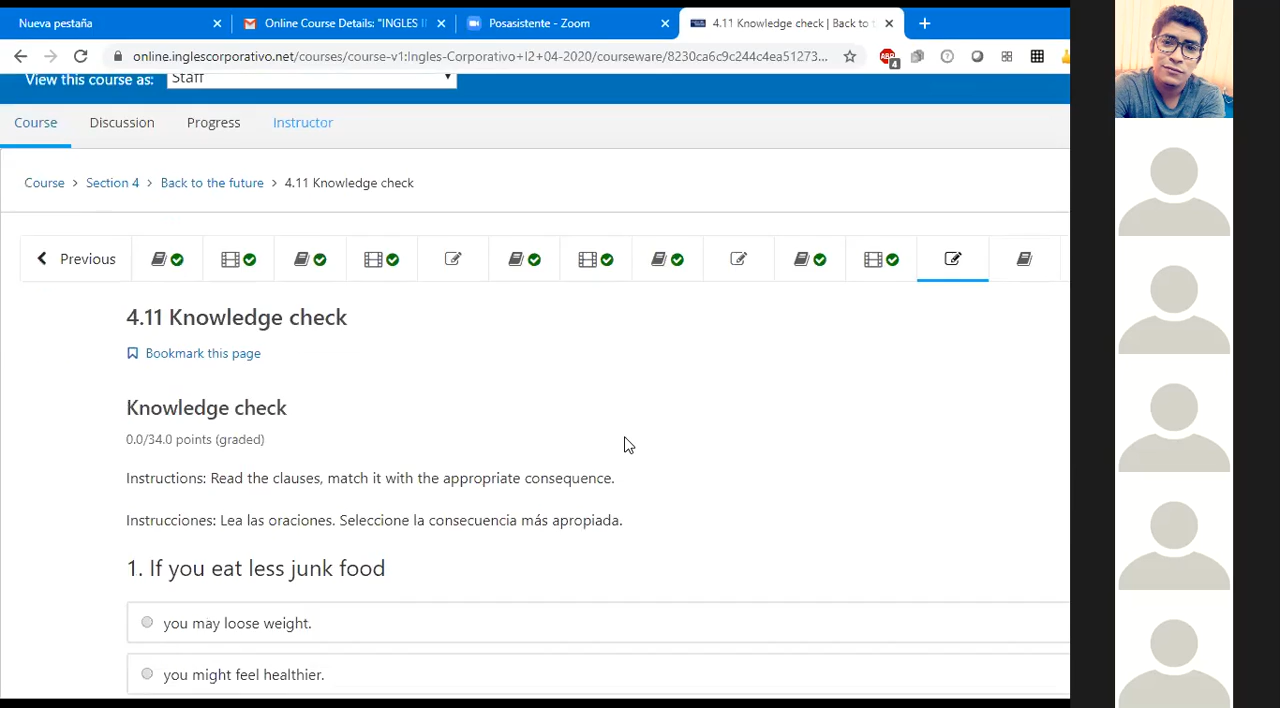 Nueva pestaña
Online Course Details: "INGLES II
Posasistente - Zoom
4.11 Knowledge check | Back to t
online.inglescorporativo.net/courses/course-v1:Ingles-Corporativo+I2+04-2020/courseware/8230ca6c9c244c4ea51273...
4
View this course as: Staff
Course Discussion Progress Instructor
Course > Section 4 > Back to the future > 4.11 Knowledge check
Previous
4.11 Knowledge check
Bookmark this page
Knowledge check
0.0/34.0 points (graded)
Instructions: Read the clauses, match it with the appropriate consequence.
Instrucciones: Lea las oraciones. Seleccione la consecuencia más apropiada.
1. If you eat less junk food
you may loose weight.
you might feel healthier.